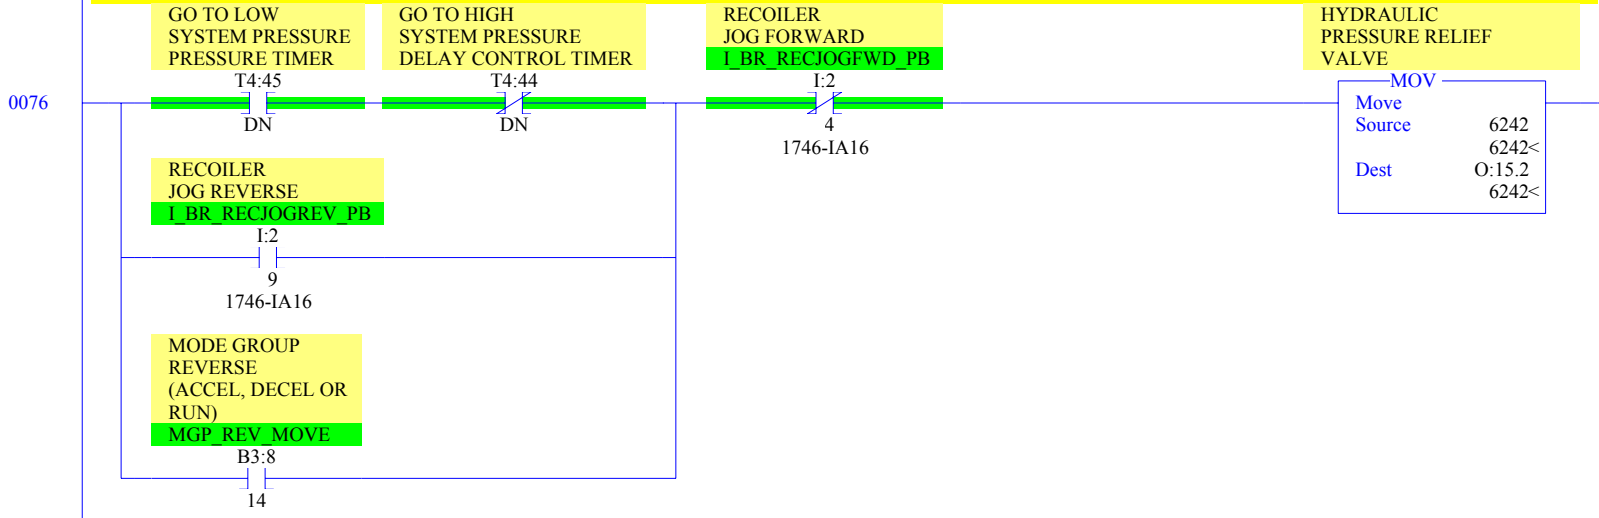 GO TO LOW
SYSTEM PRESSURE
PRESSURE TIMER
T4:45
DN
GO TO HIGH
SYSTEM PRESSURE
DELAY CONTROL TIMER
T4:44
DN
RECOILER
JOG FORWARD
I_BR_RECJOGFWD_PB
I:2
4
1746-IA16
HYDRAULIC
PRESSURE RELIEF
VALVE
MOV
Move
Source 6242
6242<
Dest O:15.2
6242<
0076
RECOILER
JOG REVERSE
I_BR_RECJOGREV_PB
I:2
9
1746-IA16
MODE GROUP
REVERSE
(ACCEL, DECEL OR
RUN)
MGP_REV_MOVE
B3:8
14